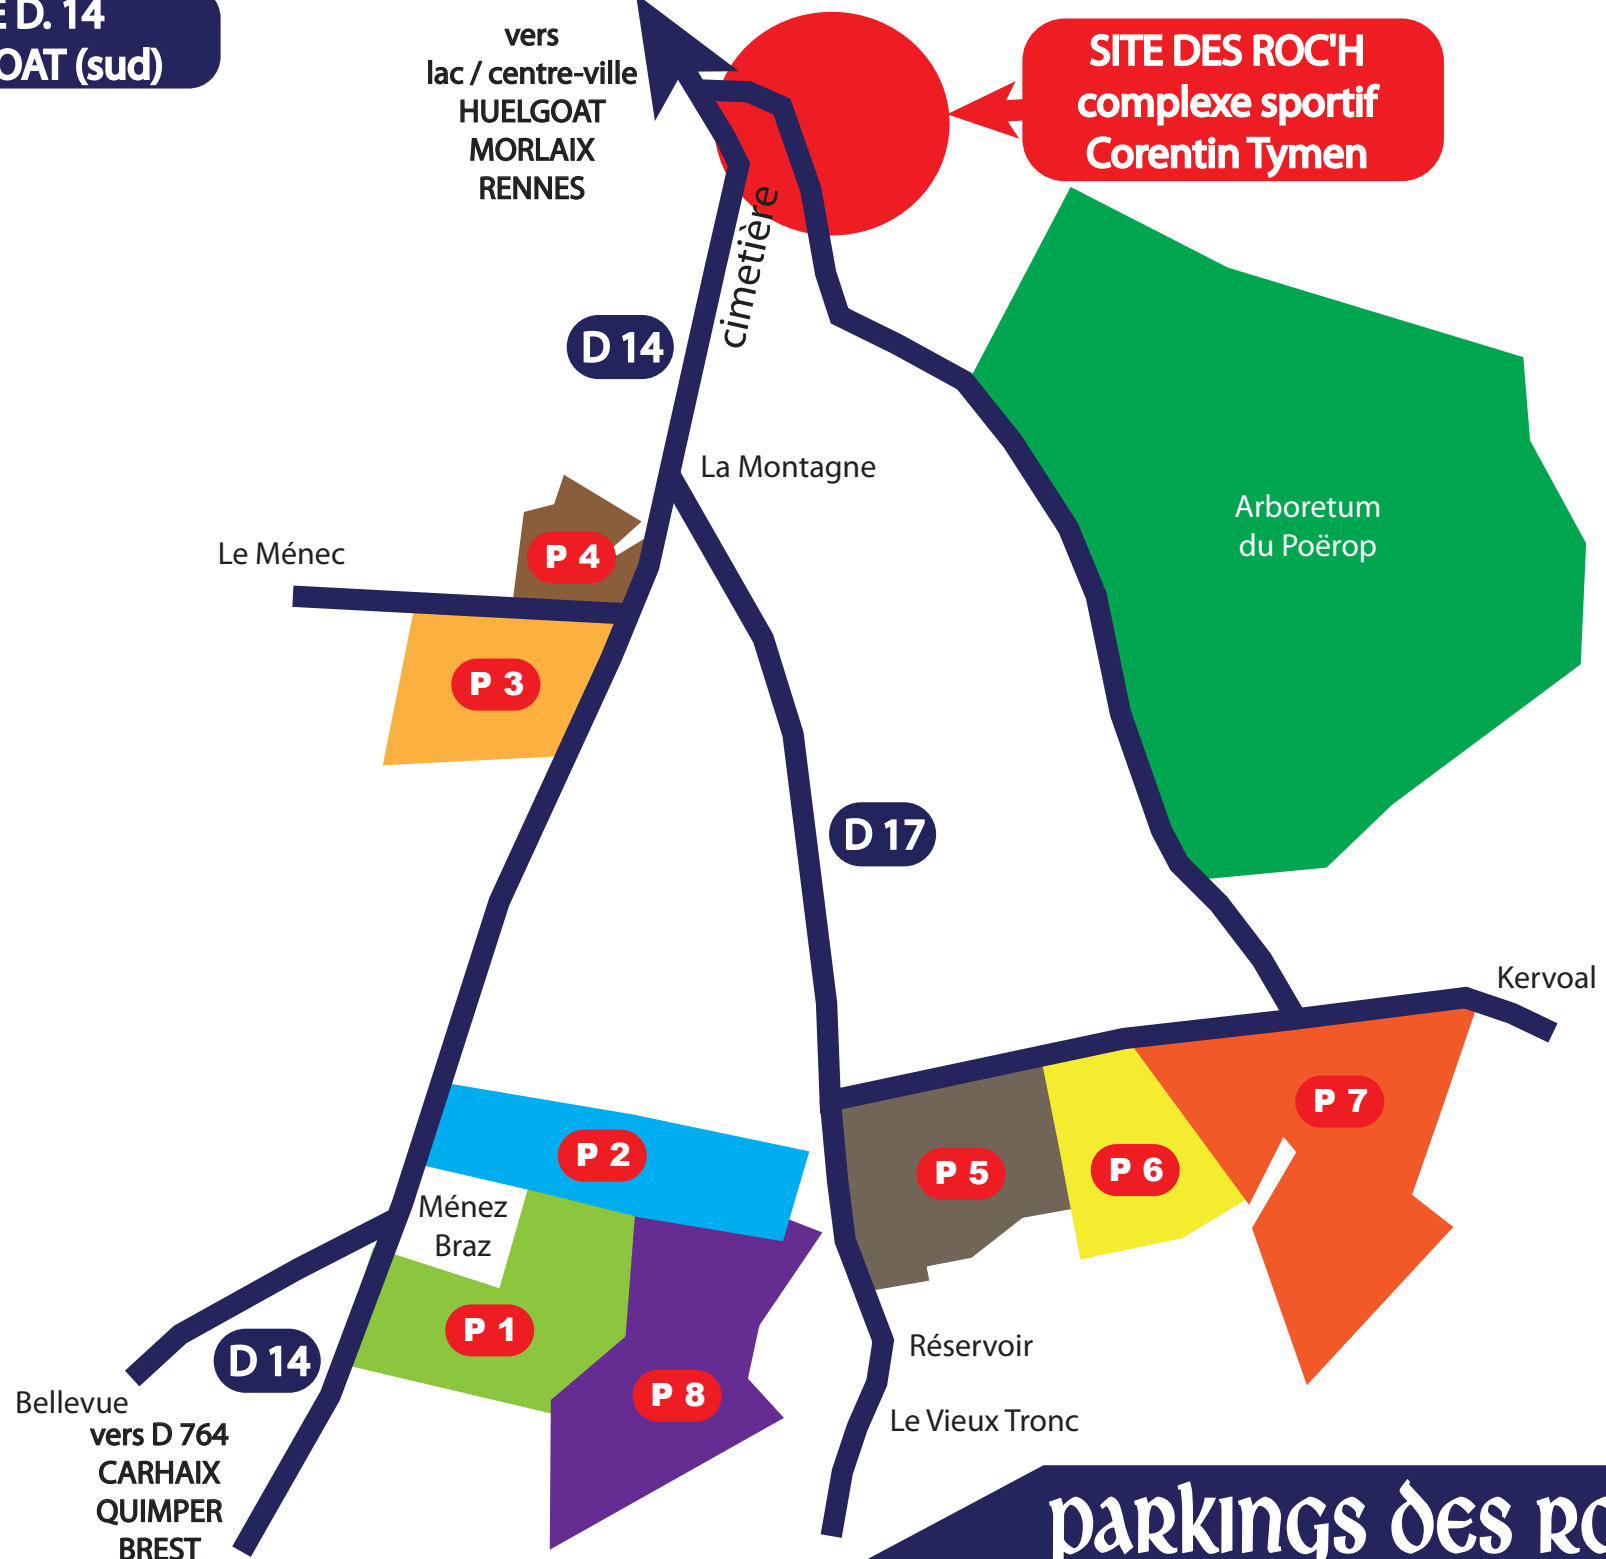 D. 14
(sud)
vers
lac / centre-ville
HUELGOAT
MORLAIX
RENNES
SITE DES ROC'H
complexe sportif
Corentin Tymen
cimetière
D 14
La Montagne
Arboretum
du Poërop
Le Ménec
P 4
P 3
D 17
Kervoal
P 7
P 2
P 5
P 6
Ménez
Braz
P 1
D 14
Réservoir
P 8
Bellevue
Le Vieux Tronc
vers D 764
CARHAIX
QUIMPER
BREST
PARKINGS DES